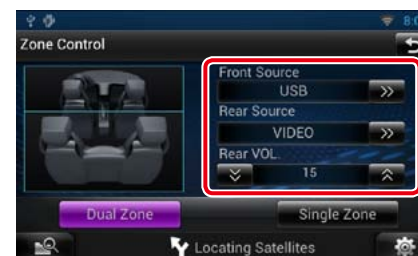 Zone Control
Front Source
USB
Rear Source
VIDEO
Rear VOL.
15
Dual Zone
Single Zone
Locating Satellites